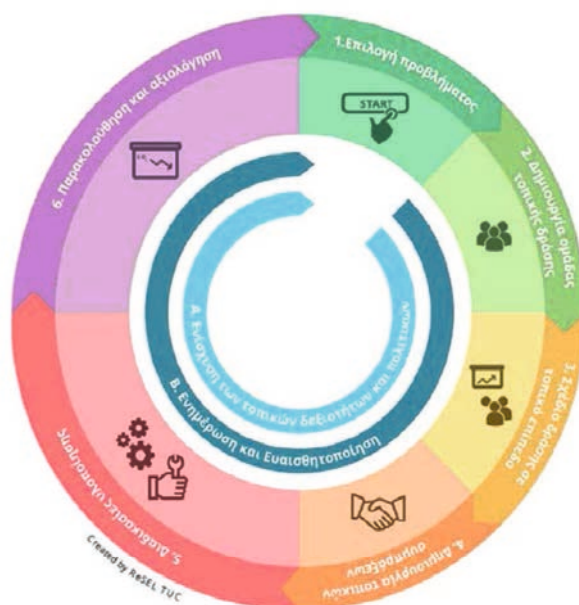 1.Επιλογή προβλήματος
START
2. Δημιουργία ομάδας
τοπικής δράσης
3. Σχέδιο δράσης σε
τοπικό επίπεδο
4. Δημιουργία τοπικών
συμπράξεων
5. Διαδικασίες υλοποίησης
6. Παρακολούθηση και αξιολόγηση
Α. Ενίσχυση των τοπικών δεξιοτήτων και πολιτικών
Β. Ενημέρωση και Ευαισθητοποίηση
Created by ReSEL TUC